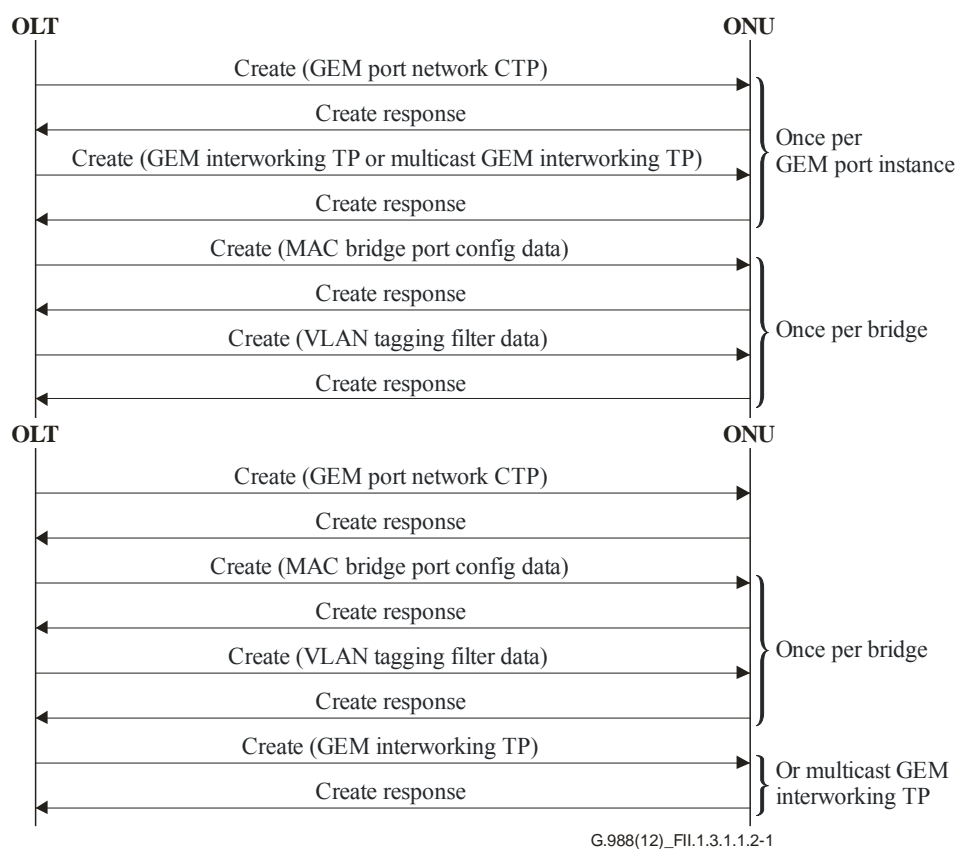 OLT ONU
Create (GEM port network CTP)
Create response
Once per
GEM port instance
Create (GEM interworking TP or multicast GEM interworking TP)
Create response
Create (MAC bridge port config data)
Create response
Once per bridge
Create (VLAN tagging filter data)
Create response
OLT ONU
Create (GEM port network CTP)
Create response
Create (MAC bridge port config data)
Create response
Once per bridge
Create (VLAN tagging filter data)
Create response
Create (GEM interworking TP)
Or multicast GEM
interworking TP
Create response
G.988(12)_FII.1.3.1.1.2-1